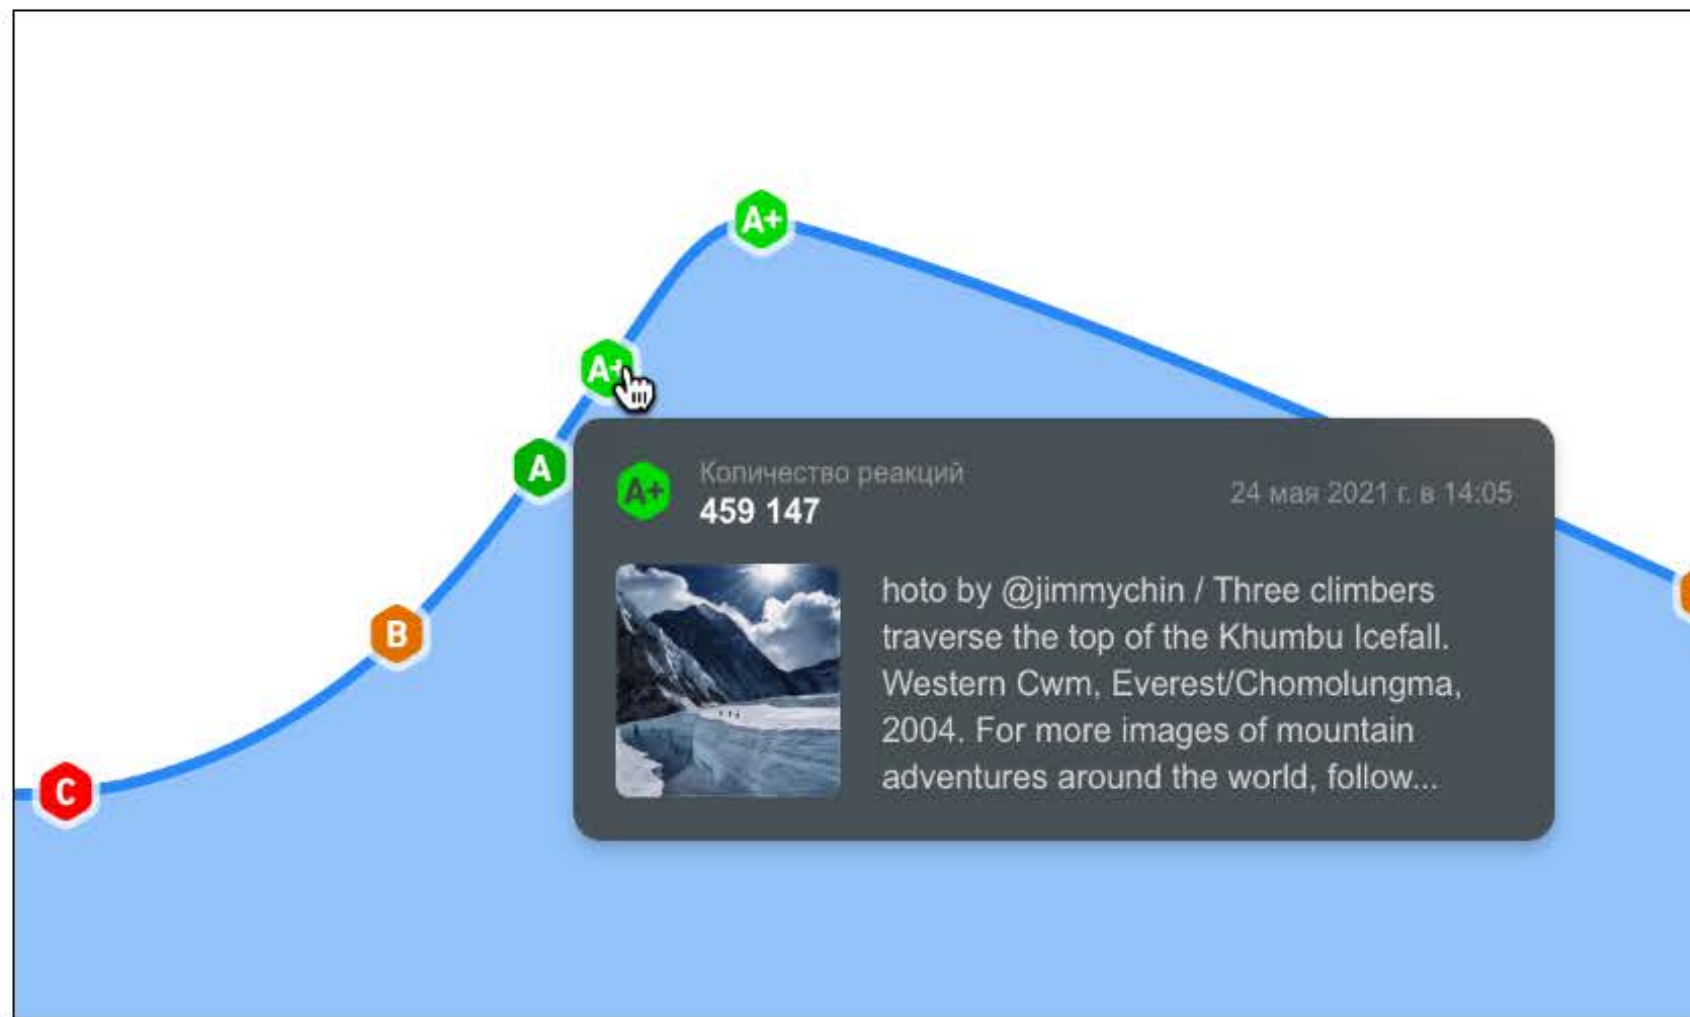 A+
A+
A
B
C
A+
Количество реакций
459 147
24 мая 2021 г. в 14:05
hoto by @jimmychin / Three climbers
traverse the top of the Khumbu Icefall.
Western Cwm, Everest/Chomolungma,
2004. For more images of mountain
adventures around the world, follow...